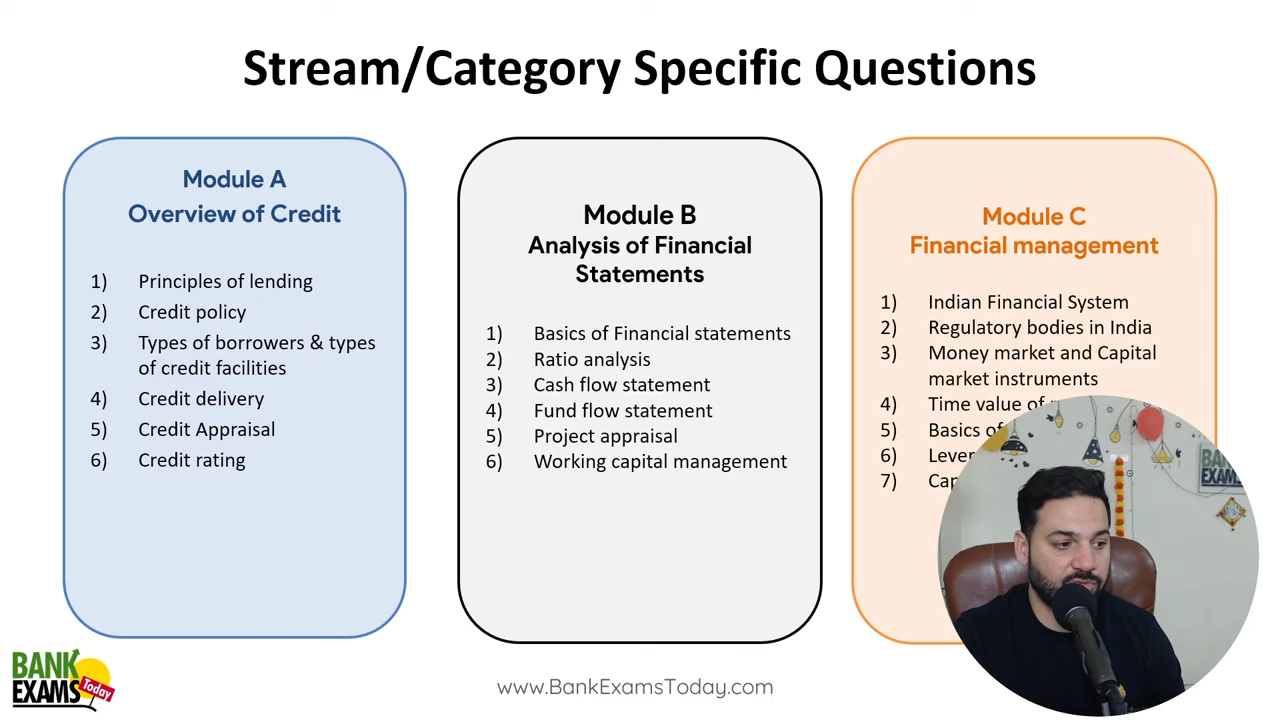 Stream/Category Specific Questions
Module A
Overview of Credit
1) Principles of lending
2) Credit policy
3) Types of borrowers & types
of credit facilities
4) Credit delivery
5) Credit Appraisal
6) Credit rating
Module B
Analysis of Financial
Statements
1) Basics of Financial statements
2) Ratio analysis
3) Cash flow statement
4) Fund flow statement
5) Project appraisal
6) Working capital management
Module C
Financial management
1) Indian Financial System
2) Regulatory bodies in India
3) Money market and Capital
market instruments
4) Time value of
5) Basics of
6)
7)
BANK
EXAMS
Today
www.BankExamsToday.com
BANK
EXAMS